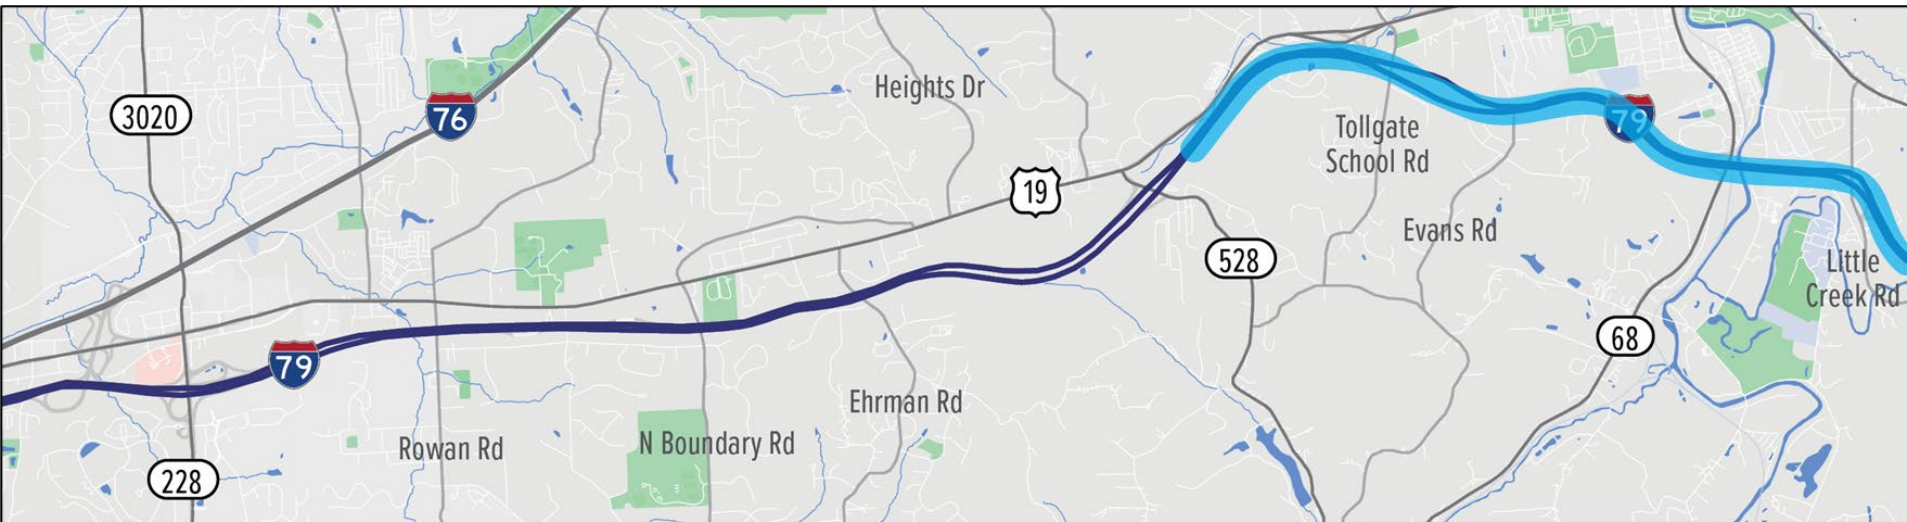 3020
76
Heights Dr
79
Tollgate
School Rd
19
Evans Rd
528
Little
Creek Rd
68
79
Ehrman Rd
Rowan Rd
N Boundary Rd
228